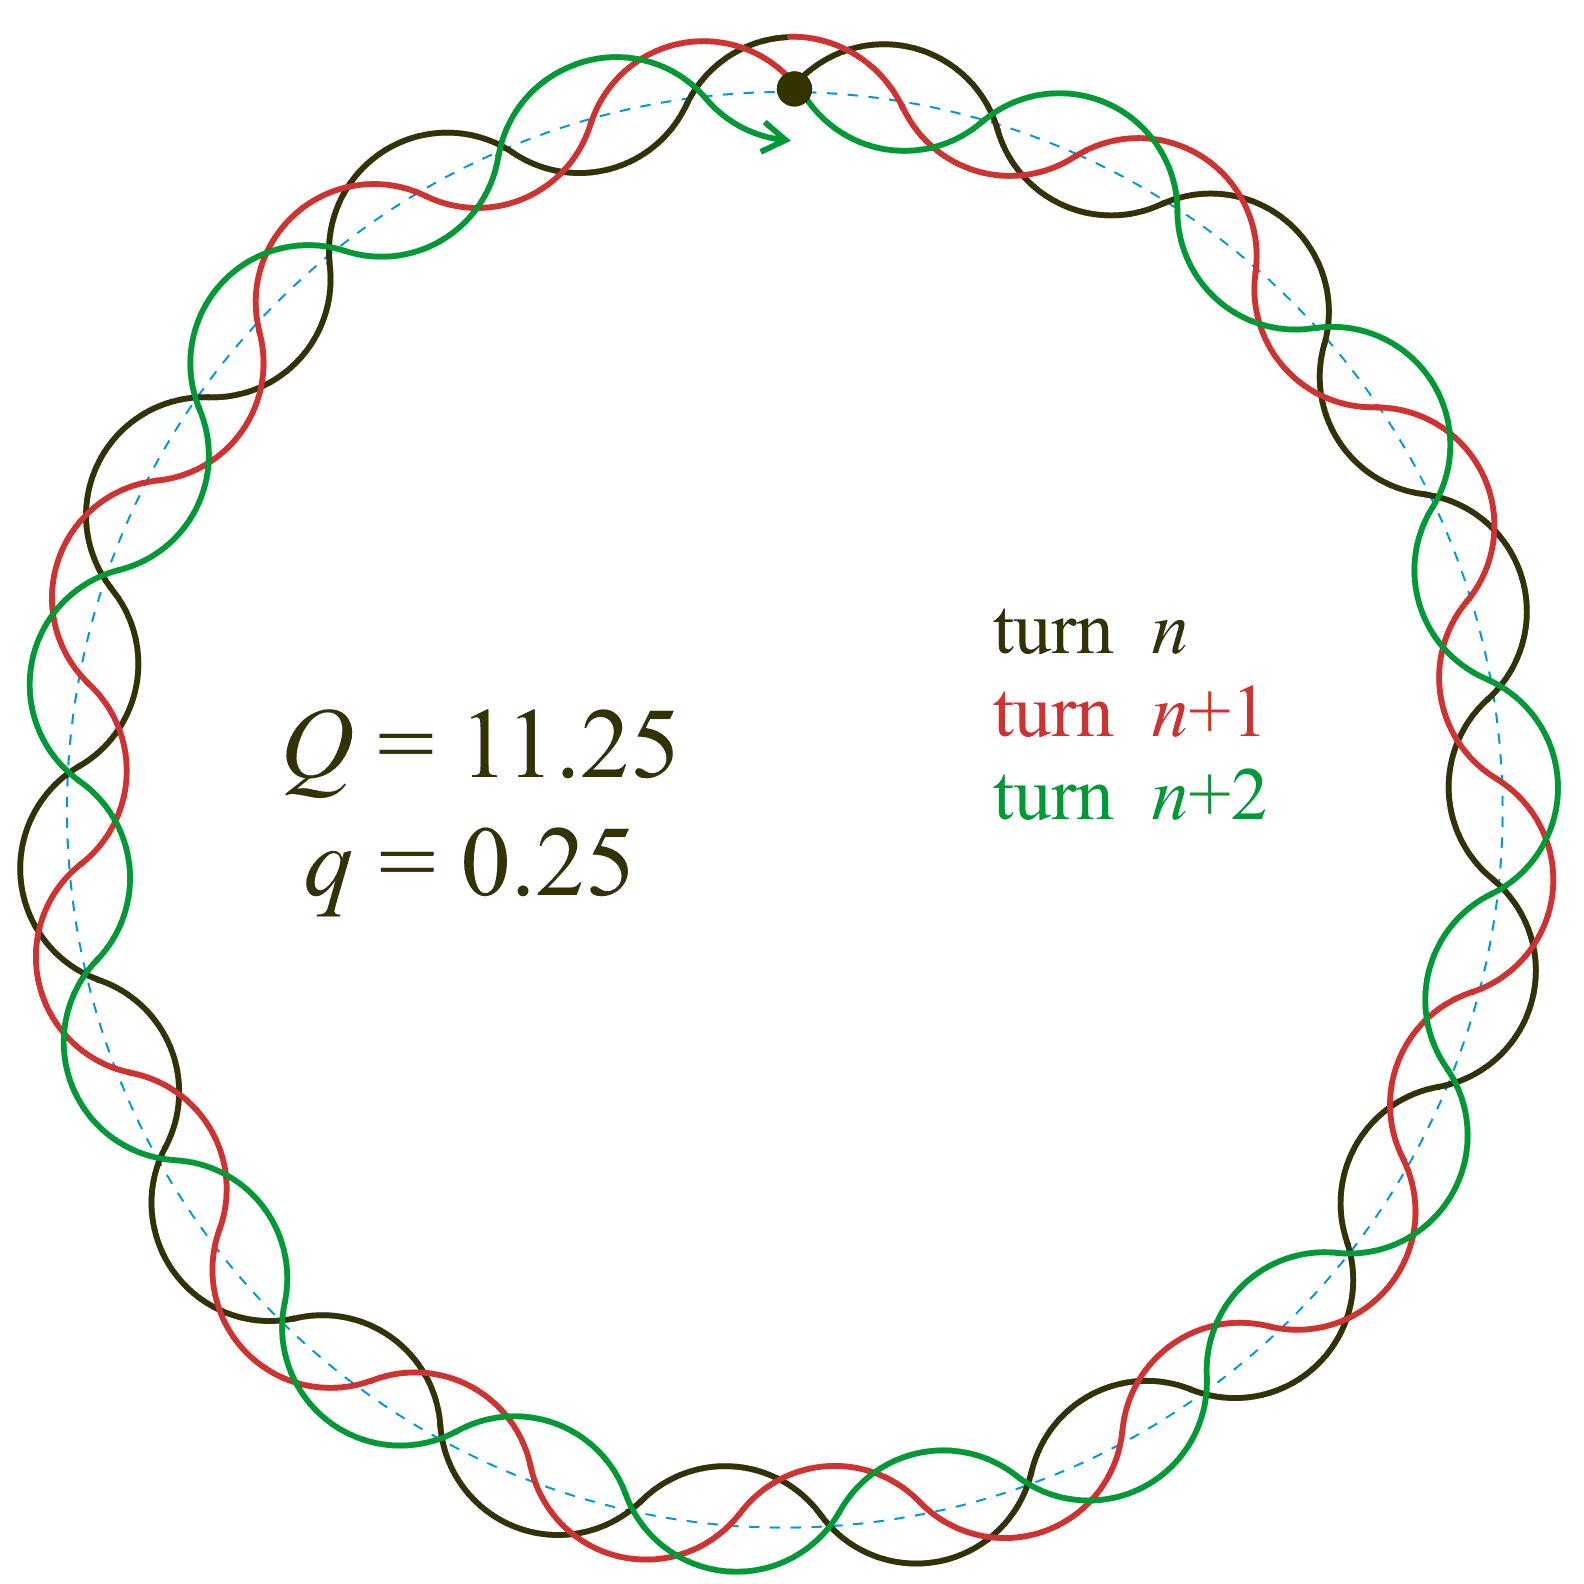 Q = 11.25
q = 0.25
turn n
turn n+1
turn n+2